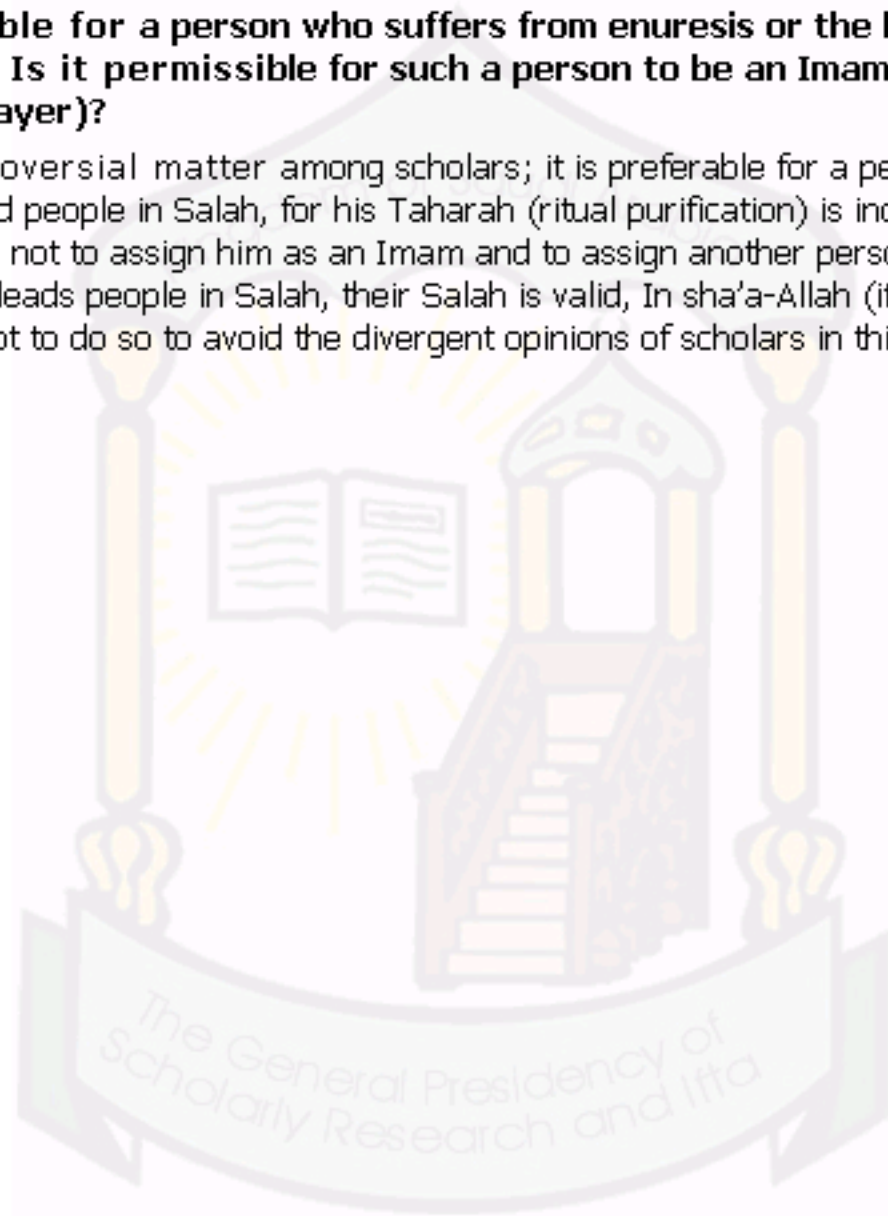 ble for a person who suffers from enuresis or the
Is it permissible for such a person to be an Imam
ayer)?
oversial matter among scholars; it is preferable for a pe
d people in Salah, for his Taharah (ritual purification) is inc
not to assign him as an Imam and to assign another perso
leads people in Salah, their Salah is valid, In sha'a-Allah (if
ot to do so to avoid the divergent opinions of scholars in thi
Kingdom of Saudi Arabia
The General Presidency of
Scholarly Research and Ifta